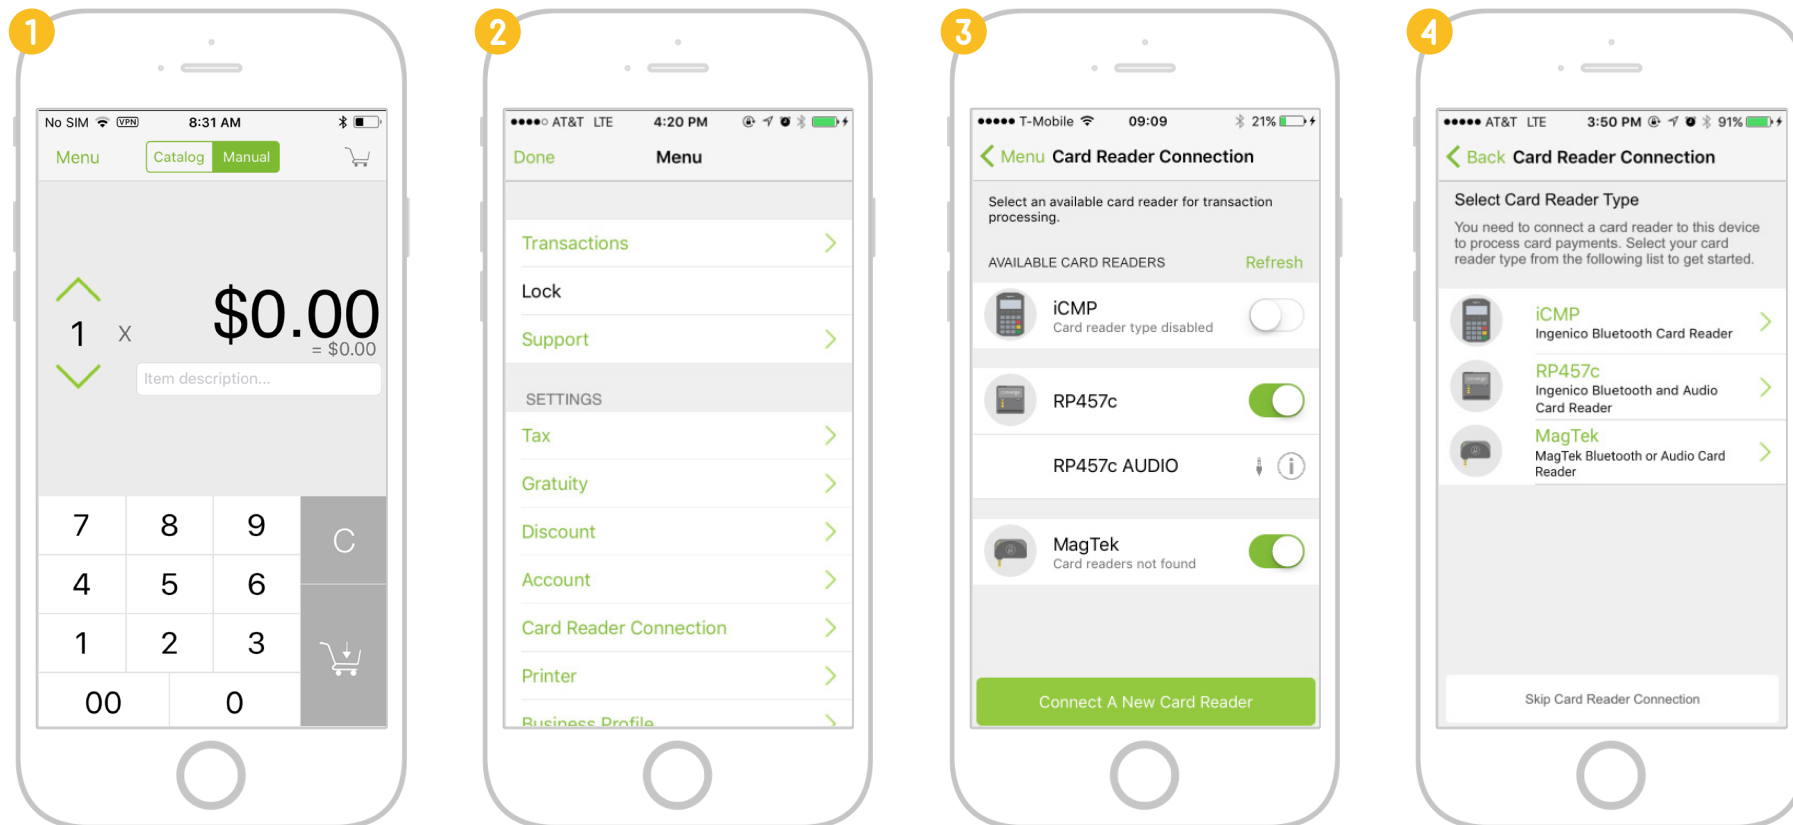 1
No SIM VPN 8:31 AM
Menu Catalog Manual
1 X $0.00
= $0.00
Item description...
7 8 9 C
4 5 6
1 2 3
00 0
2
AT&T LTE 4:20 PM
Done Menu
Transactions
Lock
Support
SETTINGS
Tax
Gratuity
Discount
Account
Card Reader Connection
Printer
Business Profile
3
T-Mobile 09:09 21%
Menu Card Reader Connection
Select an available card reader for transaction
processing.
AVAILABLE CARD READERS Refresh
iCMP
Card reader type disabled
RP457c
RP457c AUDIO
MagTek
Card readers not found
Connect A New Card Reader
4
AT&T LTE 3:50 PM 91%
Back Card Reader Connection
Select Card Reader Type
You need to connect a card reader to this device
to process card payments. Select your card
reader type from the following list to get started.
iCMP
Ingenico Bluetooth Card Reader
RP457c
Ingenico Bluetooth and Audio
Card Reader
MagTek
MagTek Bluetooth or Audio Card
Reader
Skip Card Reader Connection